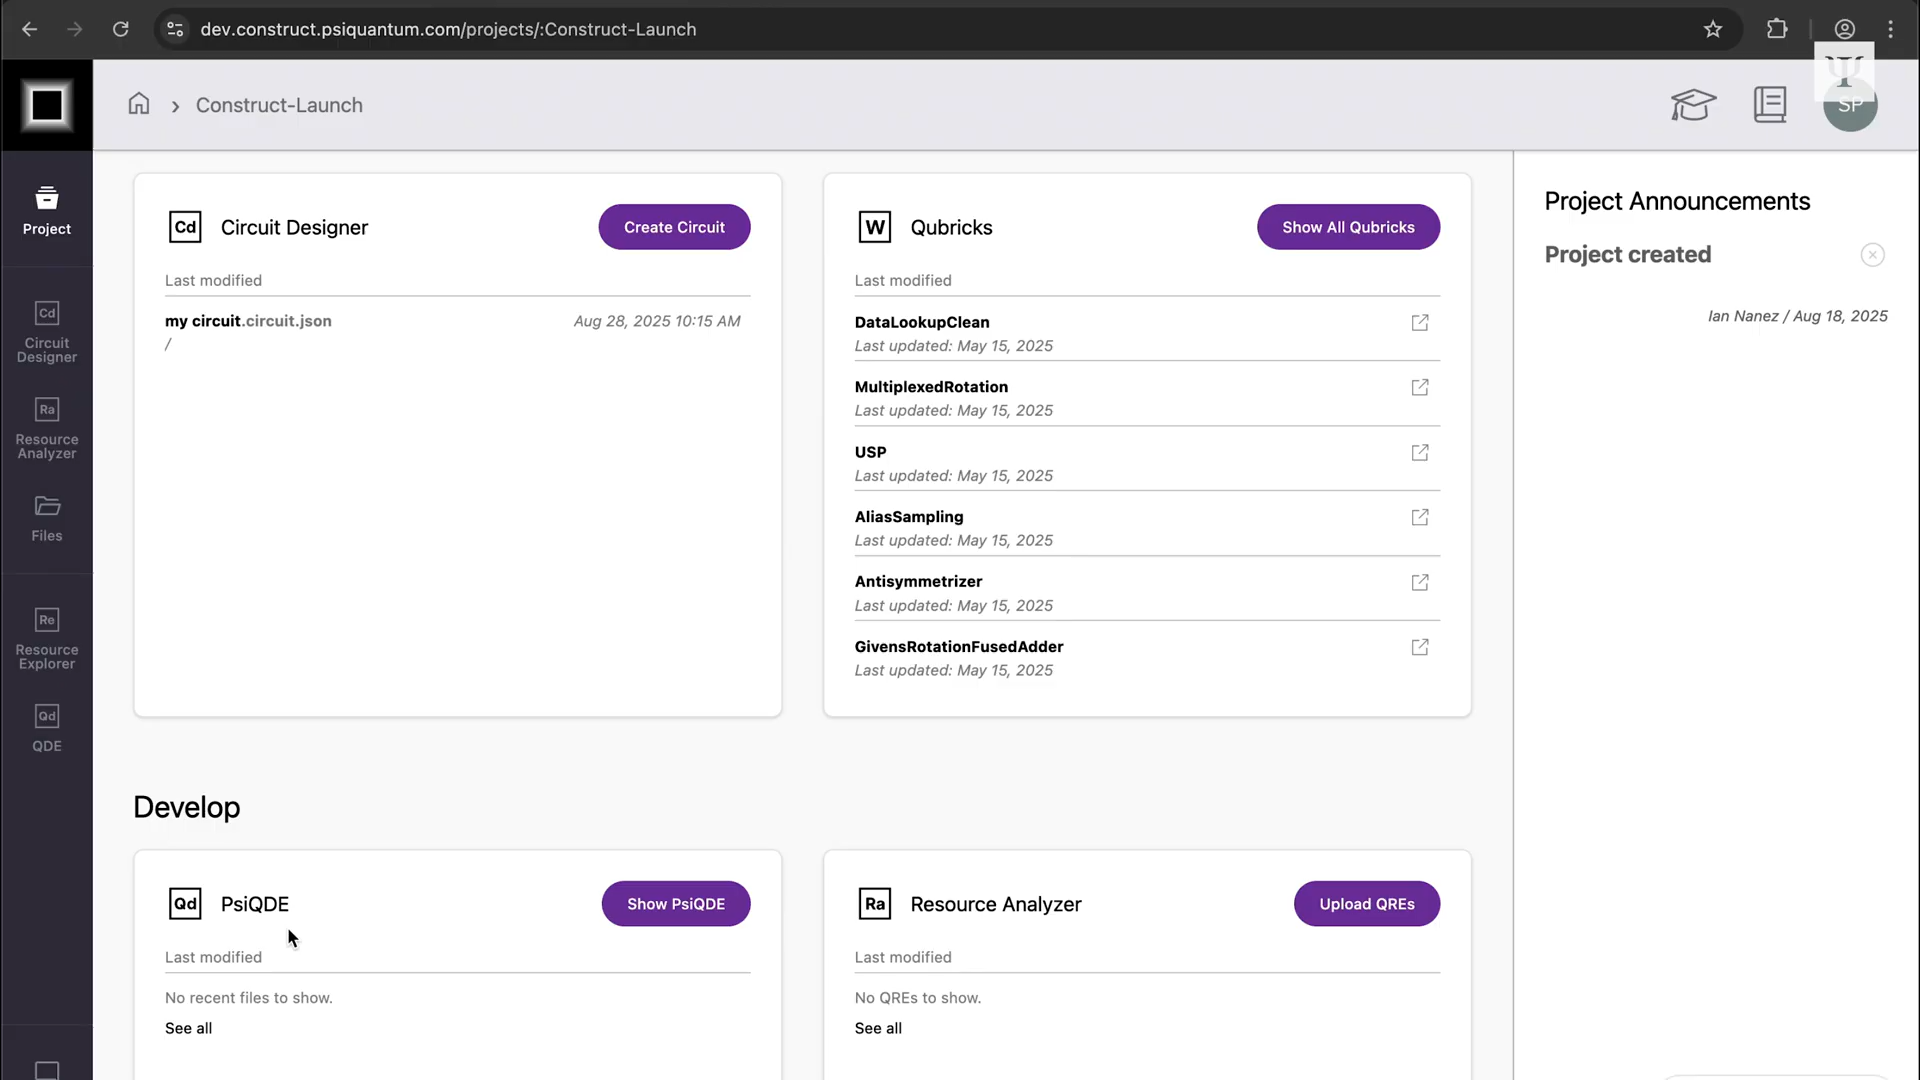 dev.construct.psiquantum.com/projects/:Construct-Launch
Construct-Launch
Ψ
SP
Project
Cd
Circuit
Designer
Ra
Resource
Analyzer
Files
Re
Resource
Explorer
Qd
QDE
Cd Circuit Designer
Create Circuit
Last modified
my circuit.circuit.json Aug 28, 2025 10:15 AM
/
W Qubricks
Show All Qubricks
Last modified
DataLookupClean
Last updated: May 15, 2025
MultiplexedRotation
Last updated: May 15, 2025
USP
Last updated: May 15, 2025
AliasSampling
Last updated: May 15, 2025
Antisymmetrizer
Last updated: May 15, 2025
GivensRotationFusedAdder
Last updated: May 15, 2025
Project Announcements
Project created
Ian Nanez / Aug 18, 2025
Develop
Qd PsiQDE
Show PsiQDE
Last modified
No recent files to show.
See all
Ra Resource Analyzer
Upload QREs
Last modified
No QREs to show.
See all